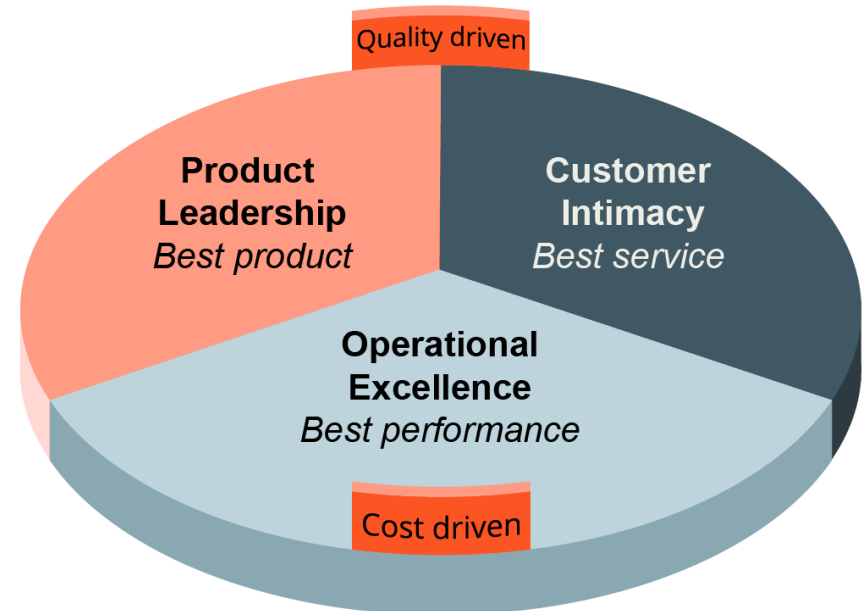 Quality driven
Product
Leadership
Best product
Customer
Intimacy
Best service
Operational
Excellence
Best performance
Cost driven